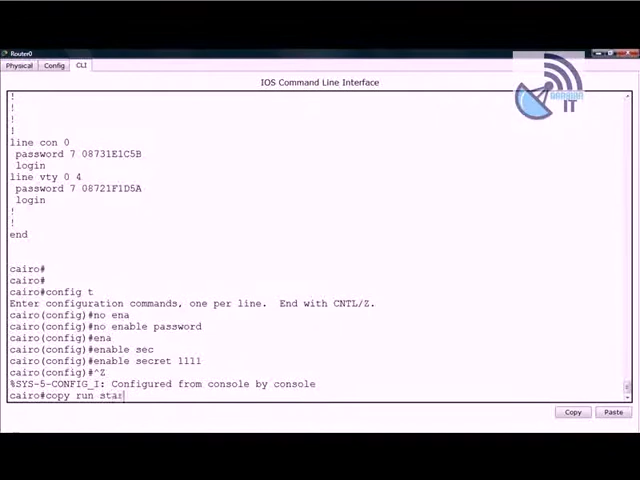 Router0
Physical Config CLI
IOS Command Line Interface
IT
!
!
!
!
line con 0
password 7 08731E1C5B
login
line vty 0 4
password 7 08721F1D5A
login
!
!
end
cairo#
cairo#
cairo#config t
Enter configuration commands, one per line. End with CNTL/Z.
cairo(config)#no ena
cairo(config)#no enable password
cairo(config)#ena
cairo(config)#enable sec
cairo(config)#enable secret 1111
cairo(config)#^Z
%SYS-5-CONFIG_I: Configured from console by console
cairo#copy run star
Copy Paste